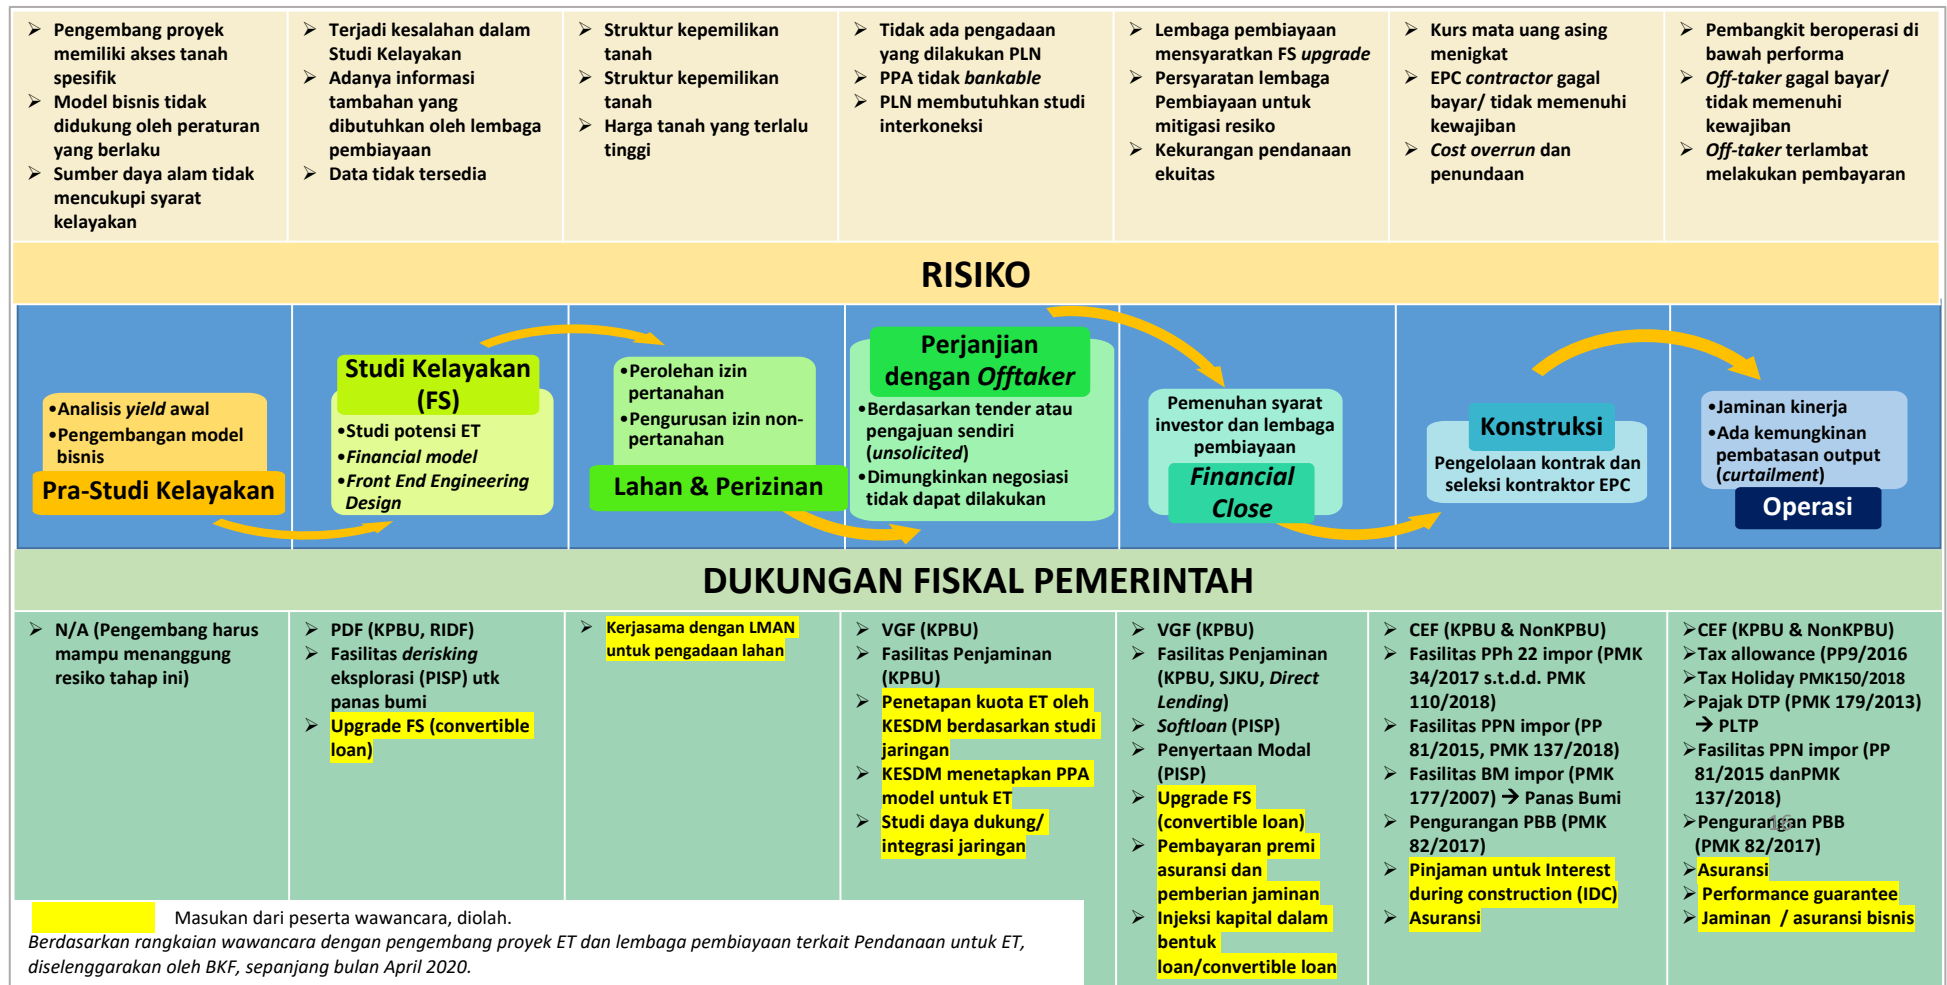 ➢ Pengembang proyek
memiliki akses tanah
spesifik
➢ Model bisnis tidak
didukung oleh peraturan
yang berlaku
➢ Sumber daya alam tidak
mencukupi syarat
kelayakan
➢ Terjadi kesalahan dalam
Studi Kelayakan
➢ Adanya informasi
tambahan yang
dibutuhkan oleh lembaga
pembiayaan
➢ Data tidak tersedia
➢ Struktur kepemilikan
tanah
➢ Struktur kepemilikan
tanah
➢ Harga tanah yang terlalu
tinggi
➢ Tidak ada pengadaan
yang dilakukan PLN
➢ PPA tidak bankable
➢ PLN membutuhkan studi
interkoneksi
➢ Lembaga pembiayaan
mensyaratkan FS upgrade
➢ Persyaratan lembaga
Pembiayaan untuk
mitigasi resiko
➢ Kekurangan pendanaan
ekuitas
➢ Kurs mata uang asing
menigkat
➢ EPC contractor gagal
bayar/ tidak memenuhi
kewajiban
➢ Cost overrun dan
penundaan
➢ Pembangkit beroperasi di
bawah performa
➢ Off-taker gagal bayar/
tidak memenuhi
kewajiban
➢ Off-taker terlambat
melakukan pembayaran
RISIKO
•Analisis yield awal
•Pengembangan model
bisnis
Pra-Studi Kelayakan
Studi Kelayakan
(FS)
•Studi potensi ET
•Financial model
•Front End Engineering
Design
•Perolehan izin
pertanahan
•Pengurusan izin non-
pertanahan
Lahan & Perizinan
Perjanjian
dengan Offtaker
•Berdasarkan tender atau
pengajuan sendiri
(unsolicited)
•Dimungkinkan negosiasi
tidak dapat dilakukan
Pemenuhan syarat
investor dan lembaga
pembiayaan
Financial
Close
Konstruksi
Pengelolaan kontrak dan
seleksi kontraktor EPC
•Jaminan kinerja
•Ada kemungkinan
pembatasan output
(curtailment)
Operasi
DUKUNGAN FISKAL PEMERINTAH
➢ N/A (Pengembang harus
mampu menanggung
resiko tahap ini)
➢ PDF (KPBU, RIDF)
➢ Fasilitas derisking
eksplorasi (PISP) utk
panas bumi
➢ Upgrade FS (convertible
loan)
➢ Kerjasama dengan LMAN
untuk pengadaan lahan
➢ VGF (KPBU)
➢ Fasilitas Penjaminan
(KPBU)
➢ Penetapan kuota ET oleh
KESDM berdasarkan studi
jaringan
➢ KESDM menetapkan PPA
model untuk ET
➢ Studi daya dukung/
integrasi jaringan
➢ VGF (KPBU)
➢ Fasilitas Penjaminan
(KPBU, SJKU, Direct
Lending)
➢ Softloan (PISP)
➢ Penyertaan Modal
(PISP)
➢ Upgrade FS
(convertible loan)
➢ Pembayaran premi
asuransi dan
pemberian jaminan
➢ Injeksi kapital dalam
bentuk
loan/convertible loan
➢ CEF (KPBU & NonKPBU)
➢ Fasilitas PPh 22 impor (PMK
34/2017 s.t.d.d. PMK
110/2018)
➢ Fasilitas PPN impor (PP
81/2015, PMK 137/2018)
➢ Fasilitas BM impor (PMK
177/2007) → Panas Bumi
➢ Pengurangan PBB (PMK
82/2017)
➢ Pinjaman untuk Interest
during construction (IDC)
➢ Asuransi
➢CEF (KPBU & NonKPBU)
➢Tax allowance (PP9/2016
➢Tax Holiday PMK150/2018
➢Pajak DTP (PMK 179/2013)
→ PLTP
➢Fasilitas PPN impor (PP
81/2015 danPMK
137/2018)
➢Pengurangan PBB
(PMK 82/2017)
➢Asuransi
➢ Performance guarantee
➢ Jaminan / asuransi bisnis
16
Masukan dari peserta wawancara, diolah.
Berdasarkan rangkaian wawancara dengan pengembang proyek ET dan lembaga pembiayaan terkait Pendanaan untuk ET,
diselenggarakan oleh BKF, sepanjang bulan April 2020.